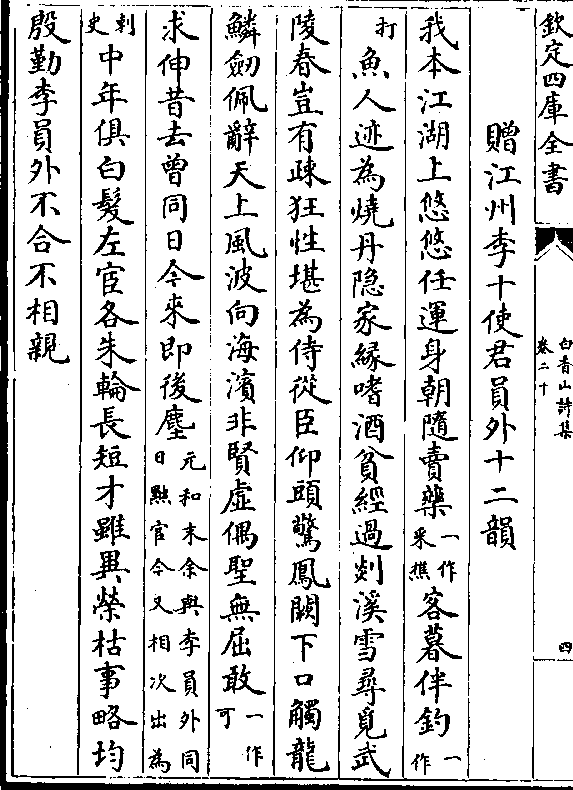 欽定四庫全書
白香山詩集
卷二十
四
贈江州李十使君員外十二韻
我本江湖上悠悠任運身朝隨賣藥一作采樵客暮伴釣一作
打魚人迹為燒丹隐家縁嗜酒貧經過剡溪雪尋覓武
陵春豈有疎狂性堪為侍從臣仰頭驚鳳闕下口觸龍
鱗劒佩辭天上風波向海濱非賢虚偶聖無屈敢一作可
求伸昔去曾同日今來即後塵元和末余與李員外同日黜官今又相次出為
刺史中年俱白髮左宦各朱輪長短才雖異榮枯事略均
殷勤李員外不合不相親